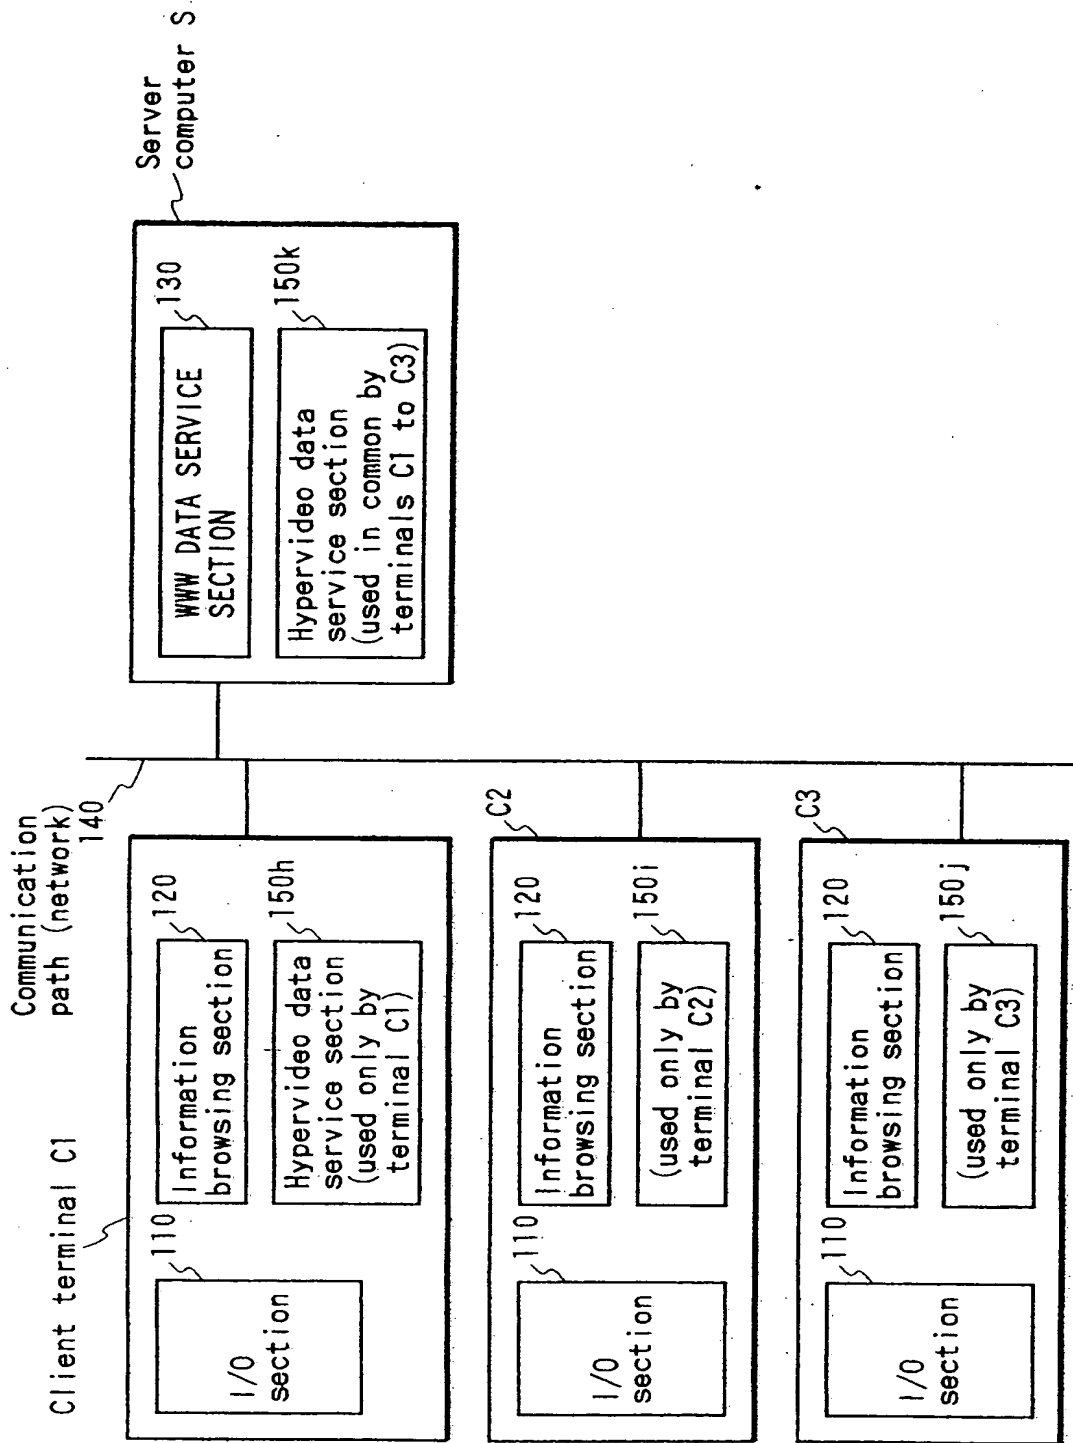 Client terminal C1
Communication
path (network)
140
Server
computer S
110
I/O
section
120
Information
browsing section
150h
Hypervideo data
service section
(used only by
terminal C1)
130
WWW DATA SERVICE
SECTION
150k
Hypervideo data
service section
(used in common by
terminals C1 to C3)
C2
110
I/O
section
120
Information
browsing section
150i
(used only by
terminal C2)
C3
110
I/O
section
120
Information
browsing section
150j
(used only by
terminal C3)